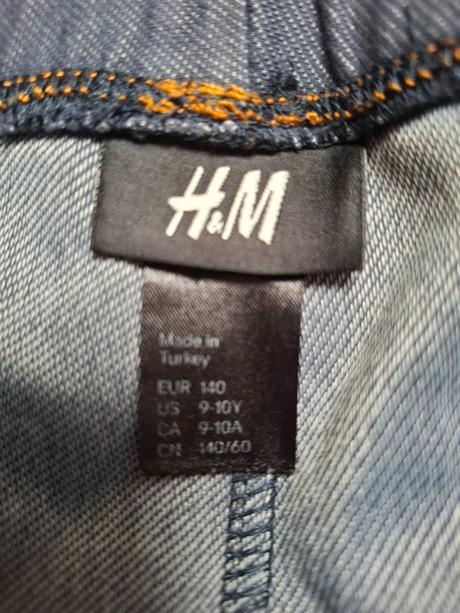 H&M
Made in
Turkey
EUR 140
US 9-10Y
CA 9-10A
CN 140/60